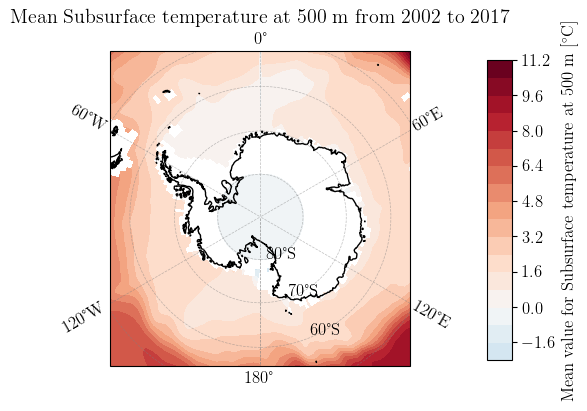 Mean Subsurface temperature at 500 m from 2002 to 2017
0°
60°W
60°E
80°S
70°S
60°S
120°W
120°E
180°
11.2
9.6
8.0
6.4
4.8
3.2
1.6
0.0
−1.6
Mean value for Subsurface temperature at 500 m [°C]